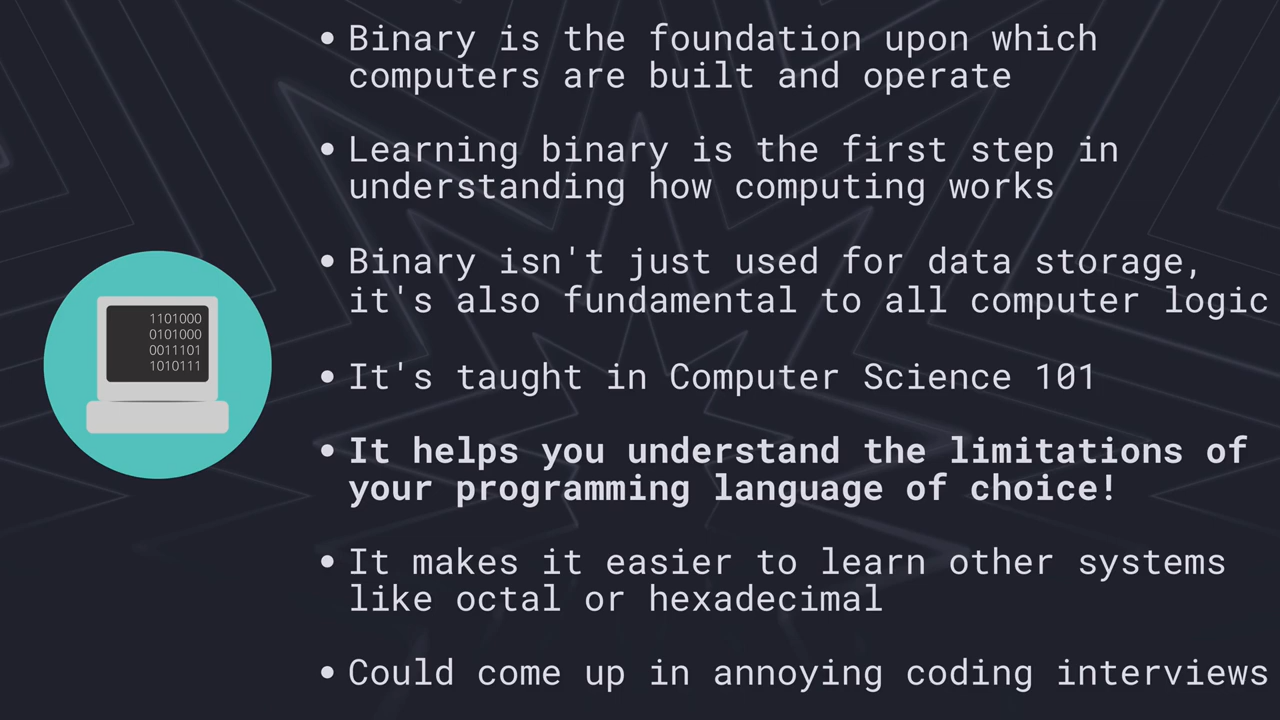 • Binary is the foundation upon which
computers are built and operate
• Learning binary is the first step in
understanding how computing works
• Binary isn't just used for data storage,
it's also fundamental to all computer logic
1101000
0101000
0011101
1010111
• It's taught in Computer Science 101
• It helps you understand the limitations of
your programming language of choice!
• It makes it easier to learn other systems
like octal or hexadecimal
• Could come up in annoying coding interviews